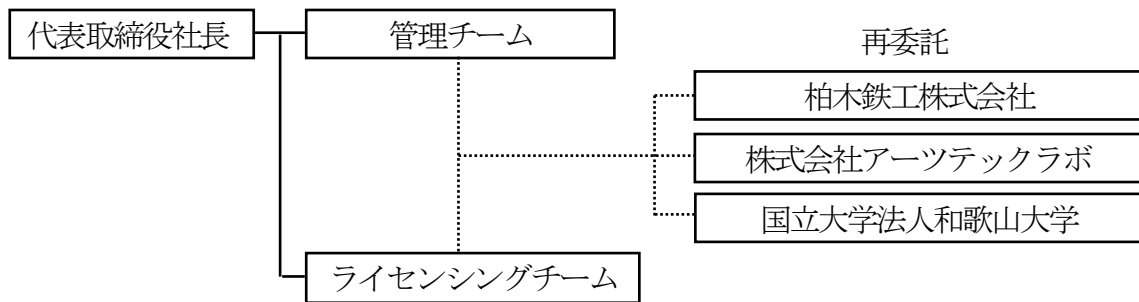 代表取締役社長
管理チーム
再委託
柏木鉄工株式会社
株式会社アーツテックラボ
国立大学法人和歌山大学
ライセンシングチーム